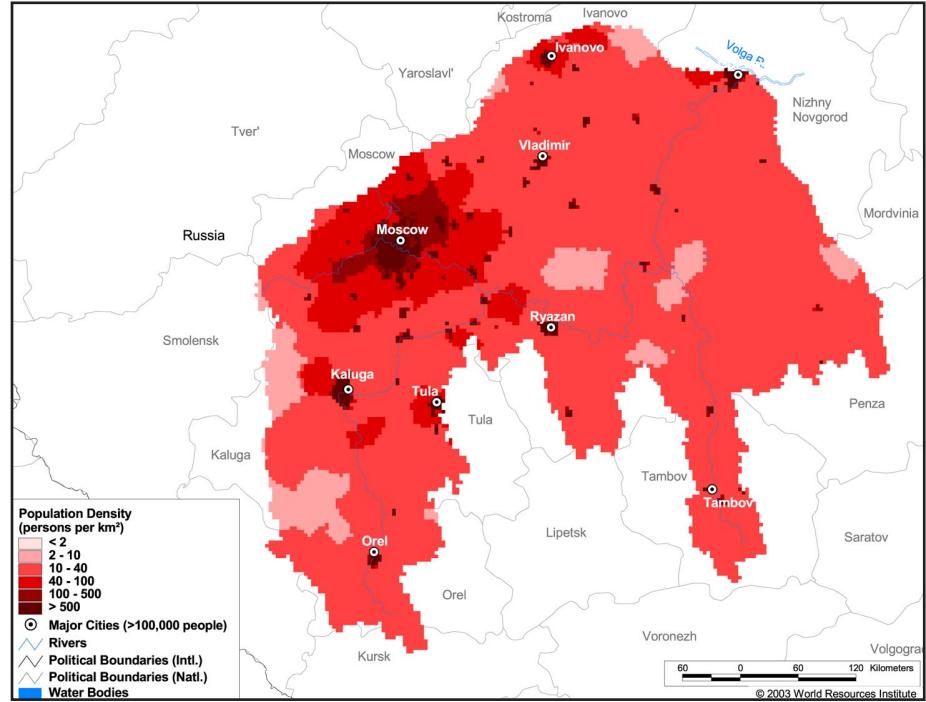 Kostroma
Ivanovo
Ivanovo
Volga R.
Yaroslavl'
Nizhny
Novgorod
Tver'
Vladimir
Moscow
Mordvinia
Russia
Moscow
Ryazan
Smolensk
Kaluga
Tula
Penza
Tula
Kaluga
Tambov
Tambov
Lipetsk
Saratov
Orel
Orel
Voronezh
Kursk
Volgograd
Population Density
(persons per km²)
< 2
2 - 10
10 - 40
40 - 100
100 - 500
> 500
Major Cities (>100,000 people)
Rivers
Political Boundaries (Intl.)
Political Boundaries (Natl.)
Water Bodies
60 0 60 120 Kilometers
© 2003 World Resources Institute